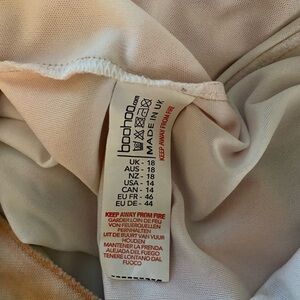 boohoo.com
MADE IN UK
KEEP AWAY FROM FIRE
UK - 18
AUS - 18
NZ - 18
USA - 14
CAN - 14
EU FR - 46
EU DE - 44
KEEP AWAY FROM FIRE
GARDER LOIN DE FEU
VON FEUERQUELLEN
FERNHALTEN
UIT DE BUURT VAN VUUR
HOUDEN
MANTENER LA PRENDA
ALEJADA DEL FUEGO
TENERE LONTANO DAL
FUOCO